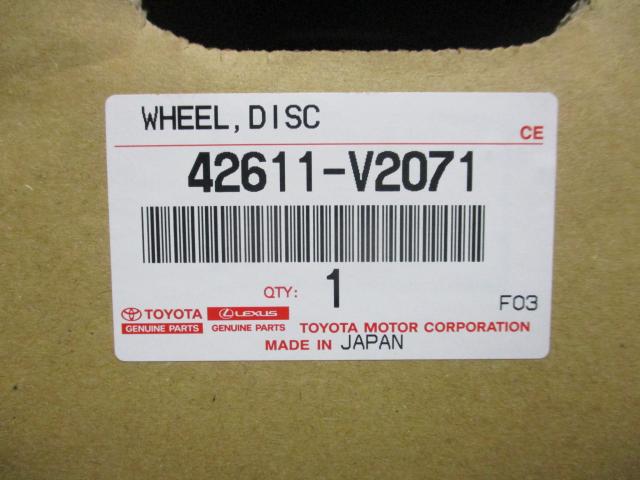 WHEEL, DISC
CE
42611-V2071
QTY: 1
F03
TOYOTA LEXUS
GENUINE PARTS GENUINE PARTS TOYOTA MOTOR CORPORATION
MADE IN JAPAN